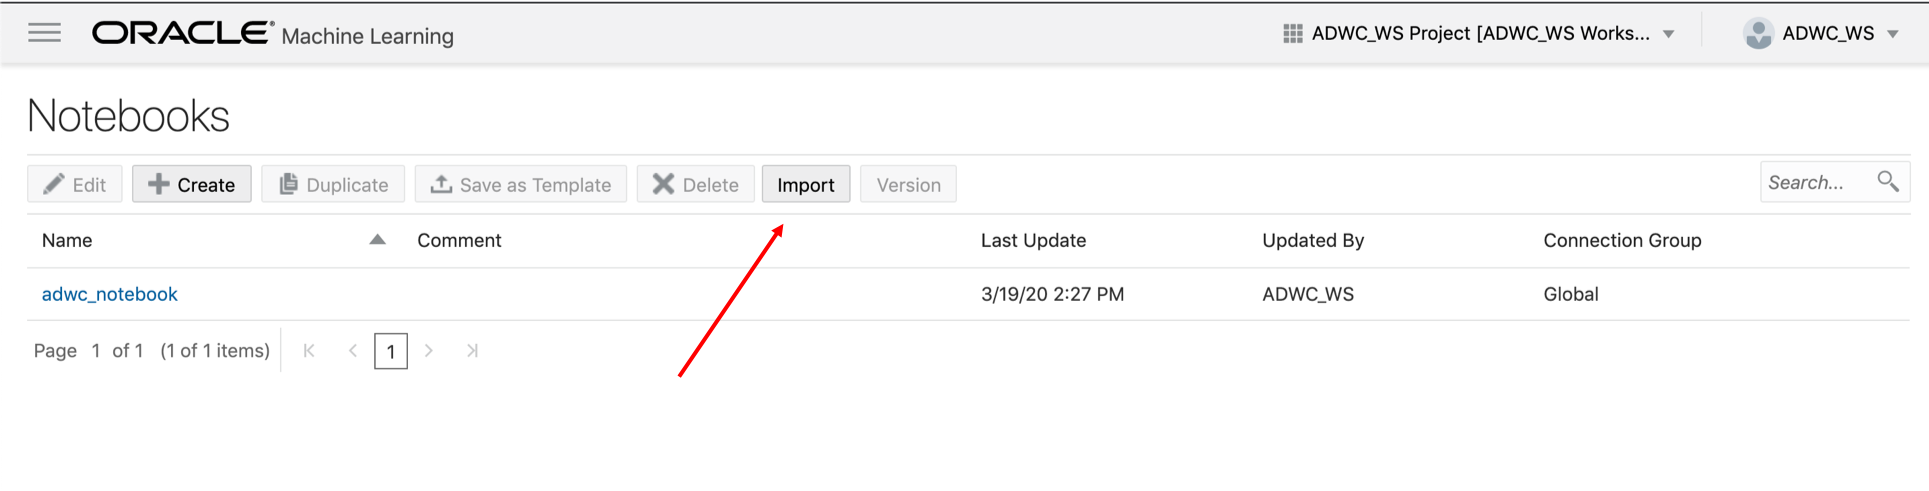 ORACLE® Machine Learning ADWC_WS Project [ADWC_WS Works... ADWC_WS
Notebooks
Edit Create Duplicate Save as Template Delete Import Version Search...
Name Comment Last Update Updated By Connection Group
adwc_notebook 3/19/20 2:27 PM ADWC_WS Global
Page 1 of 1 (1 of 1 items) 1